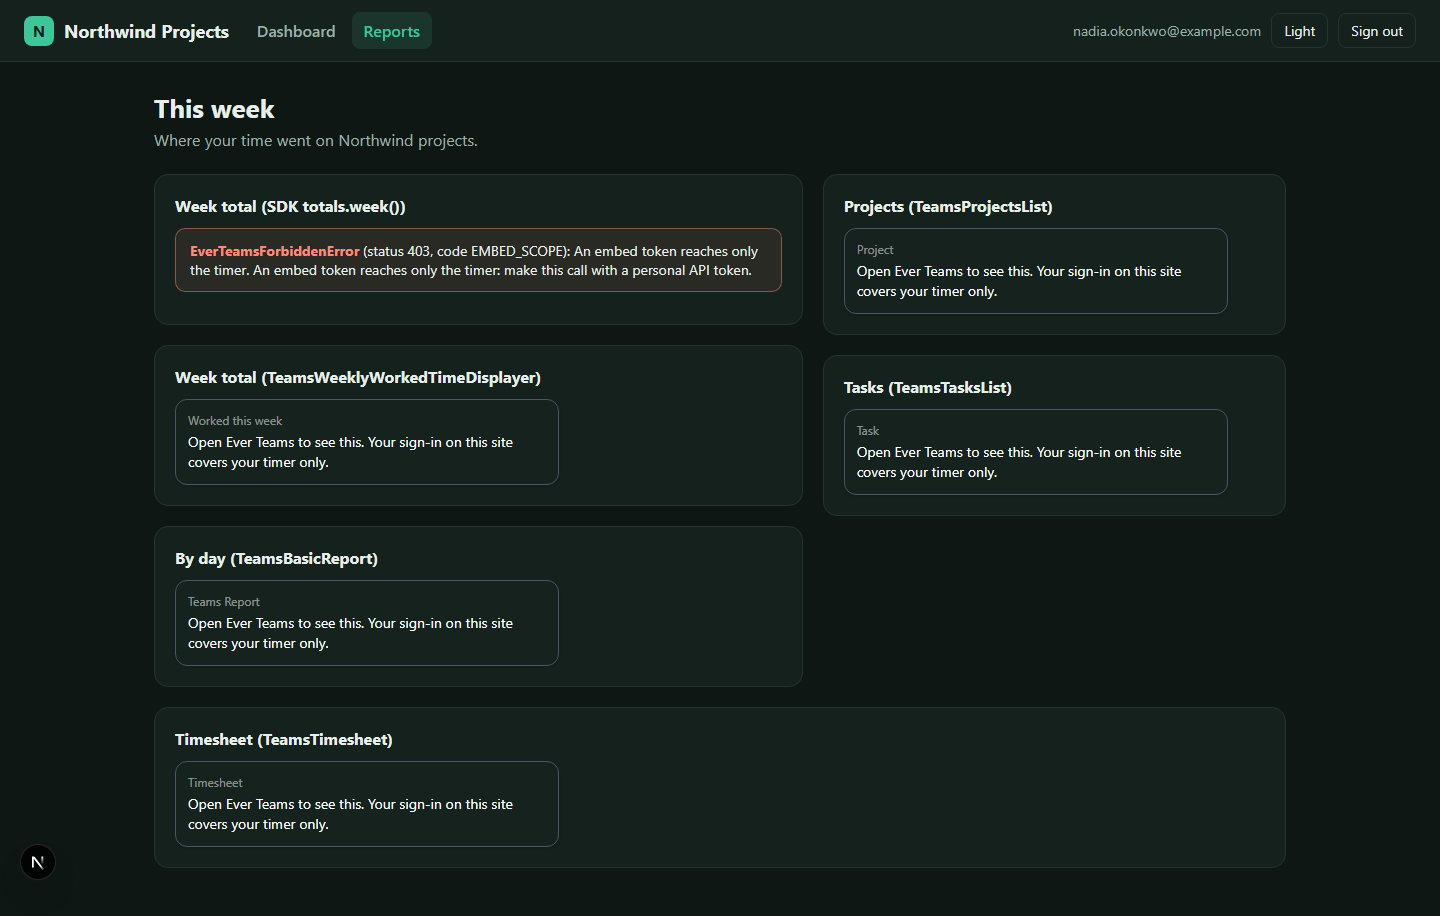 N Northwind Projects Dashboard Reports nadia.okonkwo@example.com Light Sign out
This week
Where your time went on Northwind projects.
Week total (SDK totals.week())
EverTeamsForbiddenError (status 403, code EMBED_SCOPE): An embed token reaches only
the timer. An embed token reaches only the timer: make this call with a personal API token.
Projects (TeamsProjectsList)
Project
Open Ever Teams to see this. Your sign-in on this site
covers your timer only.
Week total (TeamsWeeklyWorkedTimeDisplayer)
Worked this week
Open Ever Teams to see this. Your sign-in on this site
covers your timer only.
Tasks (TeamsTasksList)
Task
Open Ever Teams to see this. Your sign-in on this site
covers your timer only.
By day (TeamsBasicReport)
Teams Report
Open Ever Teams to see this. Your sign-in on this site
covers your timer only.
Timesheet (TeamsTimesheet)
Timesheet
Open Ever Teams to see this. Your sign-in on this site
covers your timer only.
N